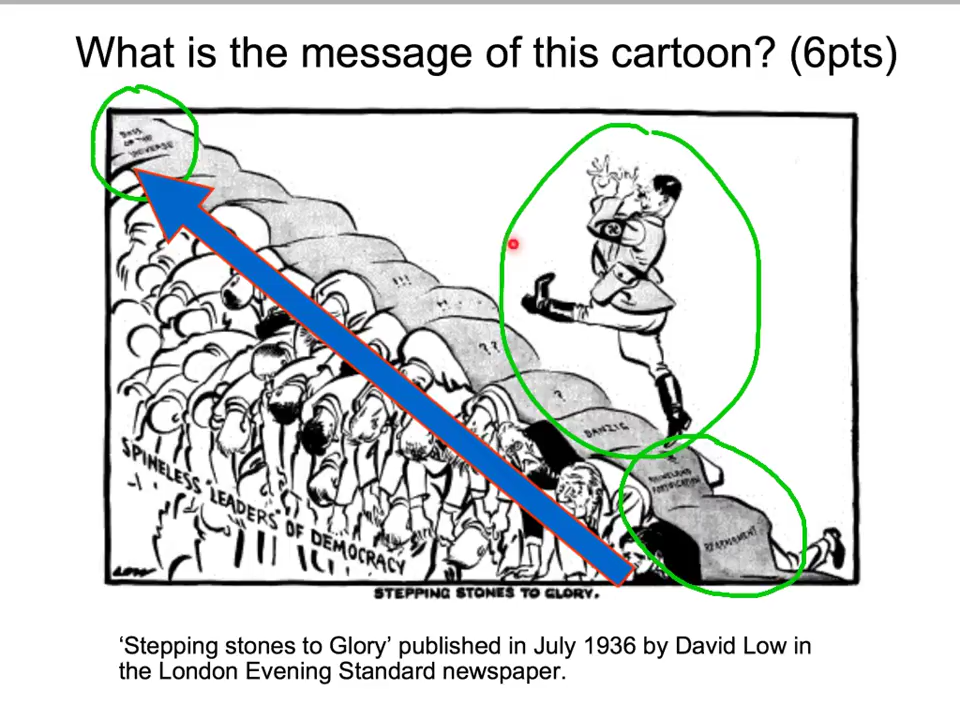 What is the message of this cartoon? (6pts)
BOSS
OF THE
UNIVERSE
!!!
??
?
DANZIG
RHINELAND
FORTIFICATION
REARMAMENT
SPINELESS "LEADERS" OF DEMOCRACY
LOW
STEPPING STONES TO GLORY.
‘Stepping stones to Glory’ published in July 1936 by David Low in
the London Evening Standard newspaper.